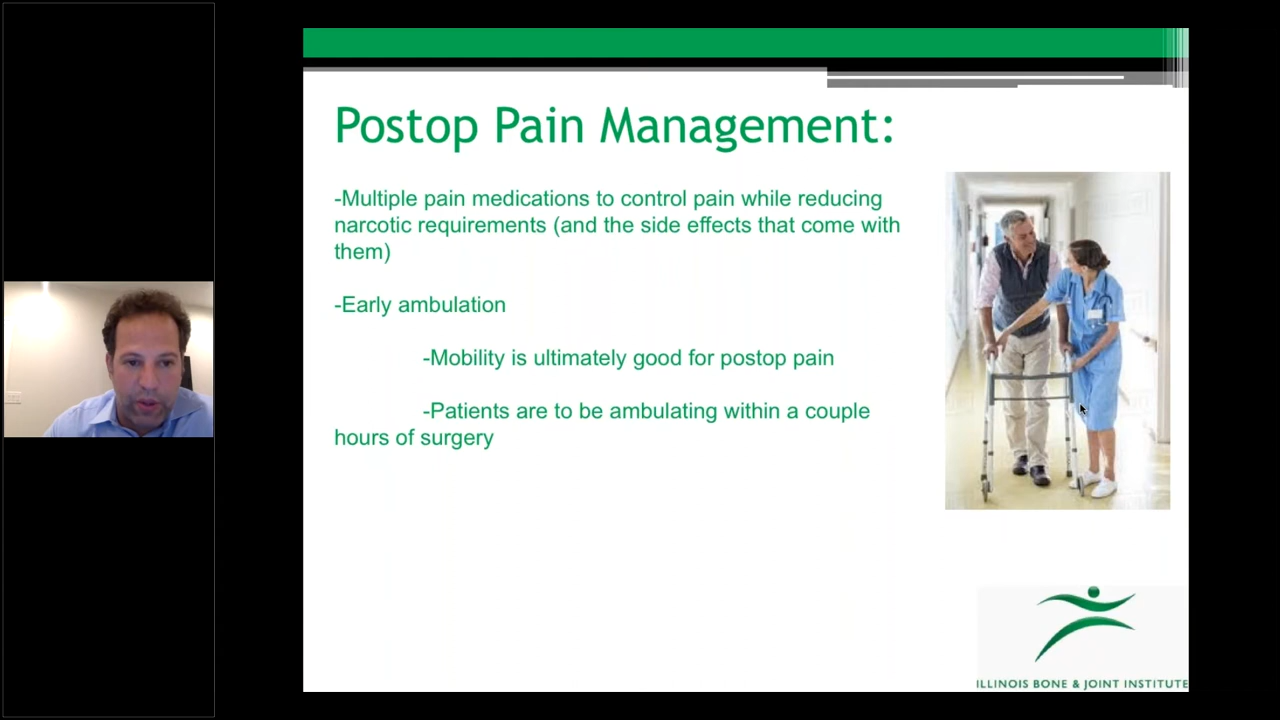 Postop Pain Management:
-Multiple pain medications to control pain while reducing
narcotic requirements (and the side effects that come with
them)
-Early ambulation
-Mobility is ultimately good for postop pain
-Patients are to be ambulating within a couple
hours of surgery
ILLINOIS BONE & JOINT INSTITUTE